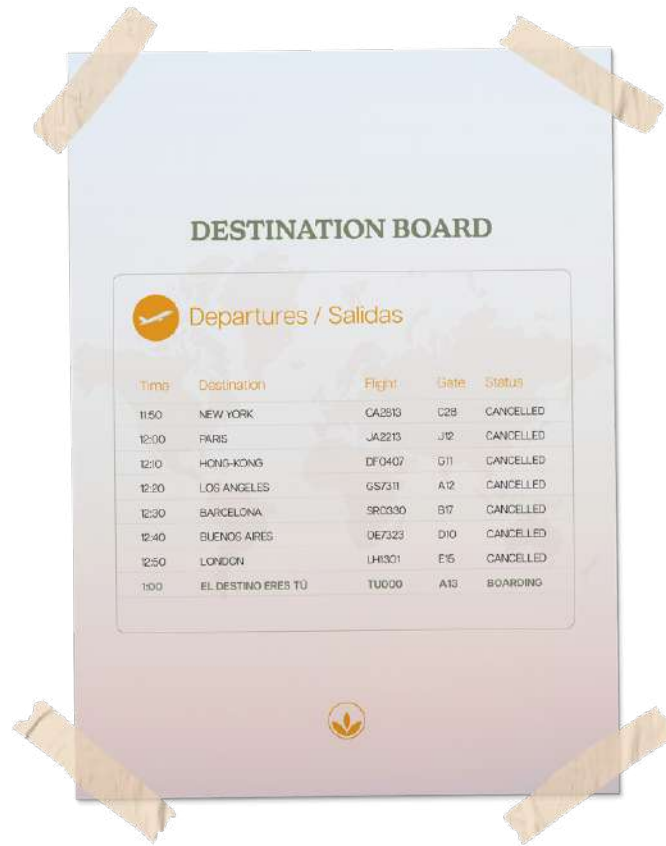 DESTINATION BOARD
Departures / Salidas
Time Destination Flight Gate Status
11:50 NEW YORK CA2813 C28 CANCELLED
12:00 PARIS JA2213 J12 CANCELLED
12:10 HONG-KONG DF0407 G11 CANCELLED
12:20 LOS ANGELES GS7311 A12 CANCELLED
12:30 BARCELONA B17 CANCELLED
12:40 BUENOS AIRES DE7323 D10 CANCELLED
12:50 LONDON LH1301 E15 CANCELLED
1:00 EL DESTINO ERES TÚ TU000 A13 BOARDING